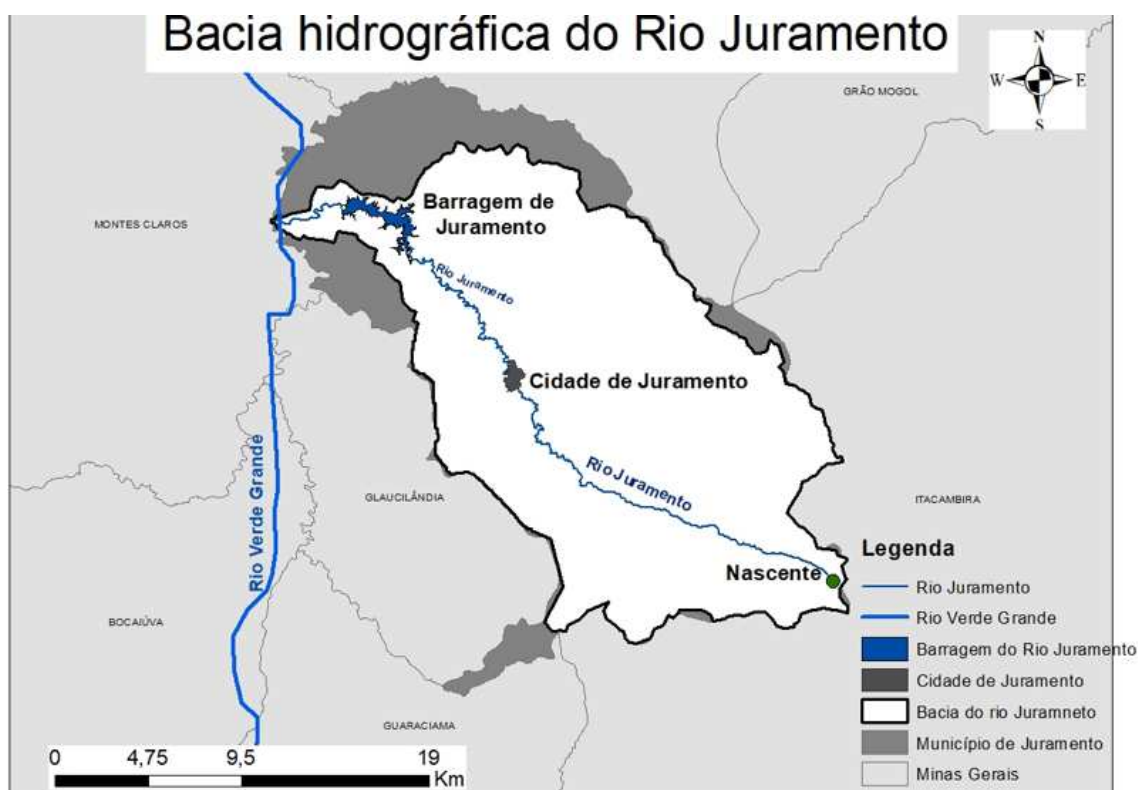 Bacia hidrográfica do Rio Juramento
N
W
E
S
GRÃO MOGOL
MONTES CLAROS
Barragem de
Juramento
Rio Juramento
Cidade de Juramento
Rio Juramento
Rio Verde Grande
GLAUCILÂNDIA
ITACAMBIRA
Nascente
BOCAIÚVA
GUARACIAMA
Legenda
Rio Juramento
Rio Verde Grande
Barragem do Rio Juramento
Cidade de Juramento
Bacia do rio Juramneto
Município de Juramento
Minas Gerais
0 4,75 9,5 19
Km